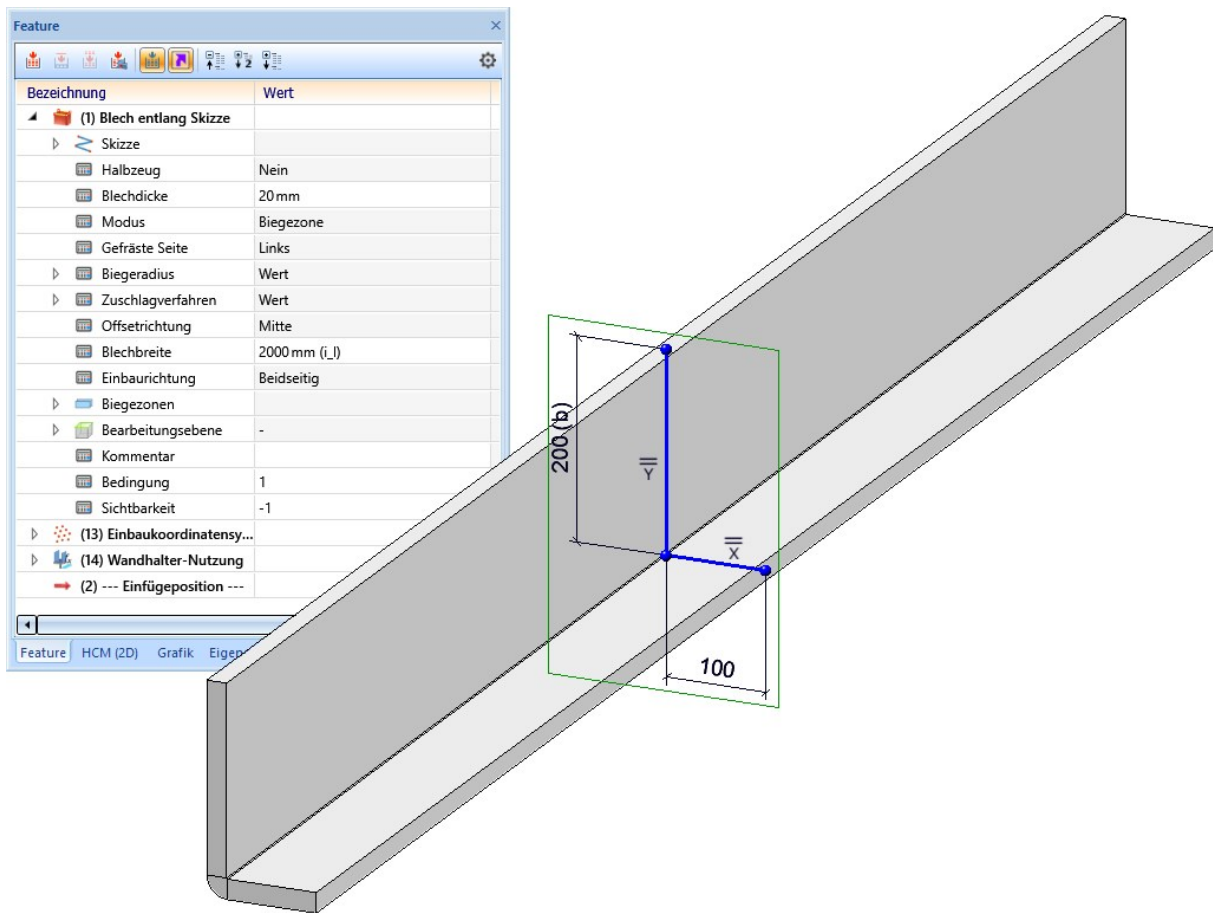 Feature
Bezeichnung Wert
(1) Blech entlang Skizze
Skizze
Halbzeug Nein
Blechdicke 20 mm
Modus Biegezone
Gefräste Seite Links
Biegeradius Wert
Zuschlagverfahren Wert
Offsetrichtung Mitte
Blechbreite 2000 mm (i_l)
Einbaurichtung Beidseitig
Biegezonen
Bearbeitungsebene -
Kommentar
Bedingung 1
Sichtbarkeit -1
(13) Einbaukoordinatensy...
(14) Wandhalter-Nutzung
(2) --- Einfügeposition ---
Feature HCM (2D) Grafik
200 (b)
Y
X
100